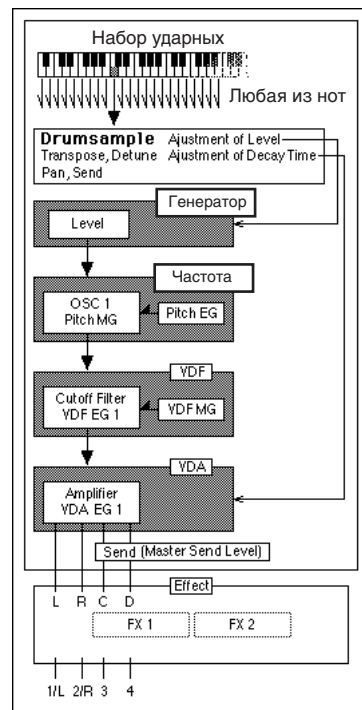 Набор ударных
Любая из нот
Drumsample Ajustment of Level
Transpose, Detune Ajustment of Decay Time
Pan, Send
Генератор
Level
Частота
OSC 1
Pitch MG
Pitch EG
VDF
Cutoff Filter
VDF EG 1
VDF MG
VDA
Amplifier
VDA EG 1
Send (Master Send Level)
Effect
L R C D
FX 1 FX 2
1/L 2/R 3 4